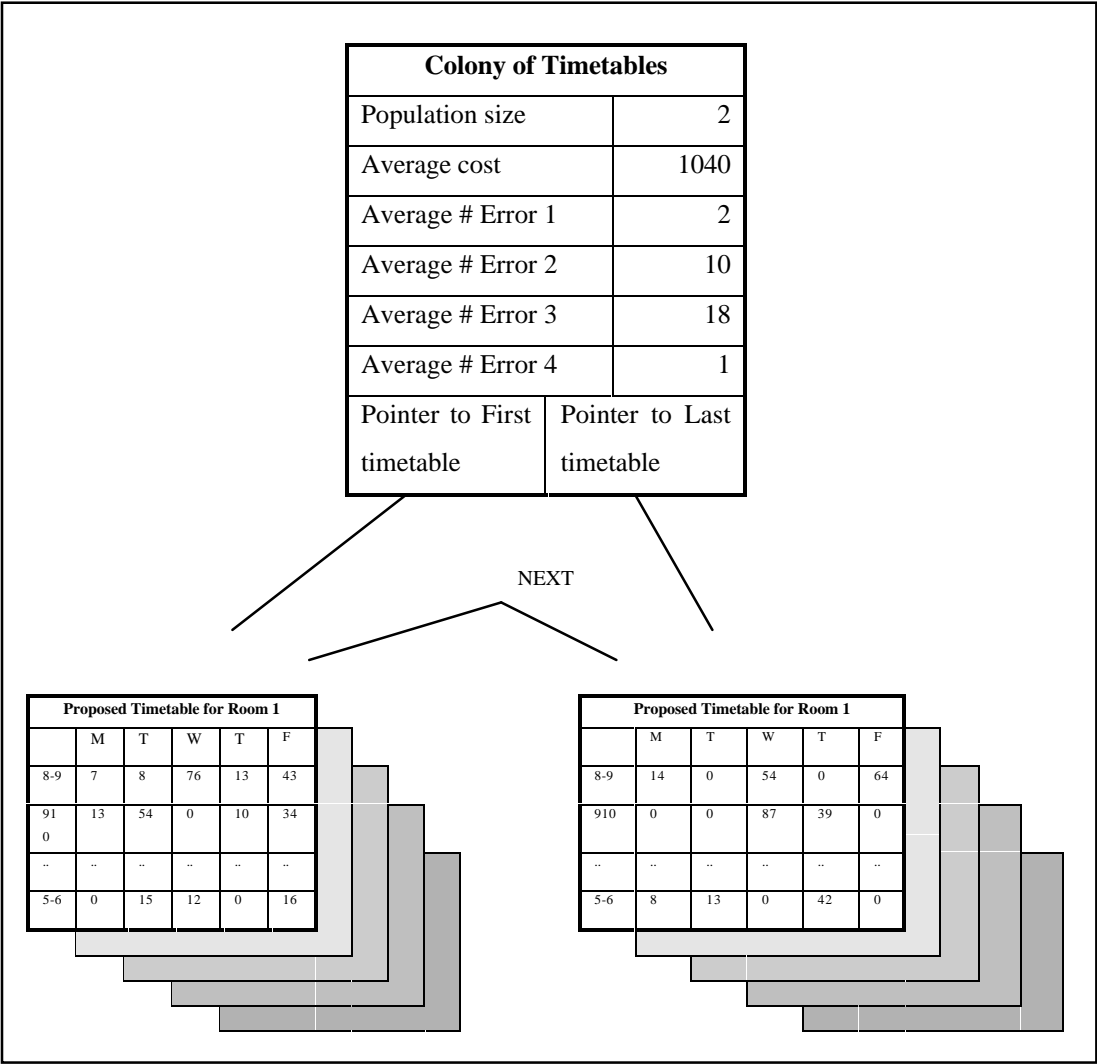 Colony of Timetables
Population size 2
Average cost 1040
Average # Error 1 2
Average # Error 2 10
Average # Error 3 18
Average # Error 4 1
Pointer to First Pointer to Last
timetable timetable
NEXT
Proposed Timetable for Room 1
M T W T F
8-9 7 8 76 13 43
91 13 54 0 10 34
0
.. .. .. .. .. ..
5-6 0 15 12 0 16
Proposed Timetable for Room 1
M T W T F
8-9 14 0 54 0 64
910 0 0 87 39 0
.. .. .. .. .. ..
5-6 8 13 0 42 0